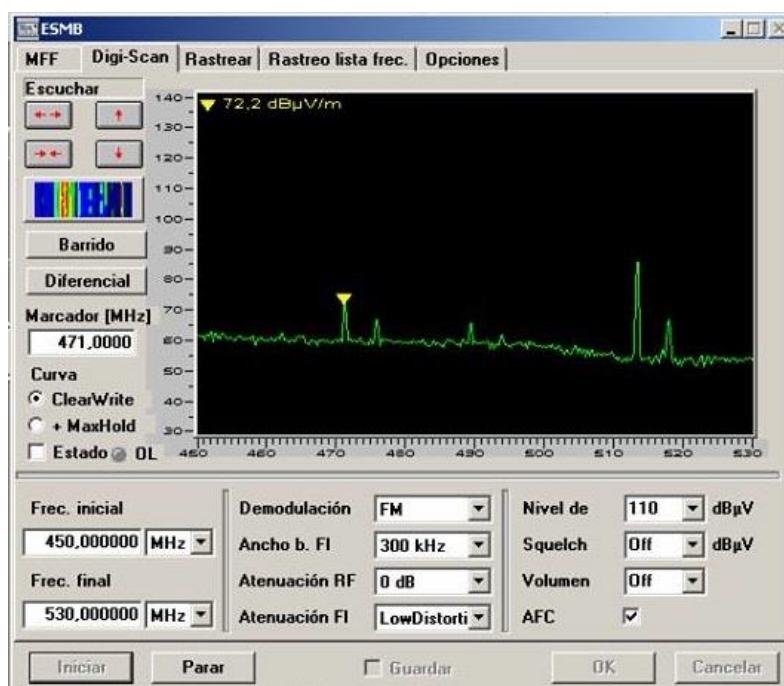 ESMB
MFF Digi-Scan Rastrear Rastreo lista frec. Opciones
Escuchar
Barrido
Diferencial
Marcador [MHz]
471,0000
Curva
ClearWrite
+ MaxHold
Estado OL
72,2 dBµV/m
140
130
120
110
100
90
80
70
60
50
40
30
450 460 470 480 490 500 510 520 530
Frec. inicial
450,000000 MHz
Frec. final
530,000000 MHz
Demodulación FM
Ancho b. FI 300 kHz
Atenuación RF 0 dB
Atenuación FI LowDistorti
Nivel de 110 dBµV
Squelch Off dBµV
Volumen Off
AFC
Iniciar Parar Guardar OK Cancelar